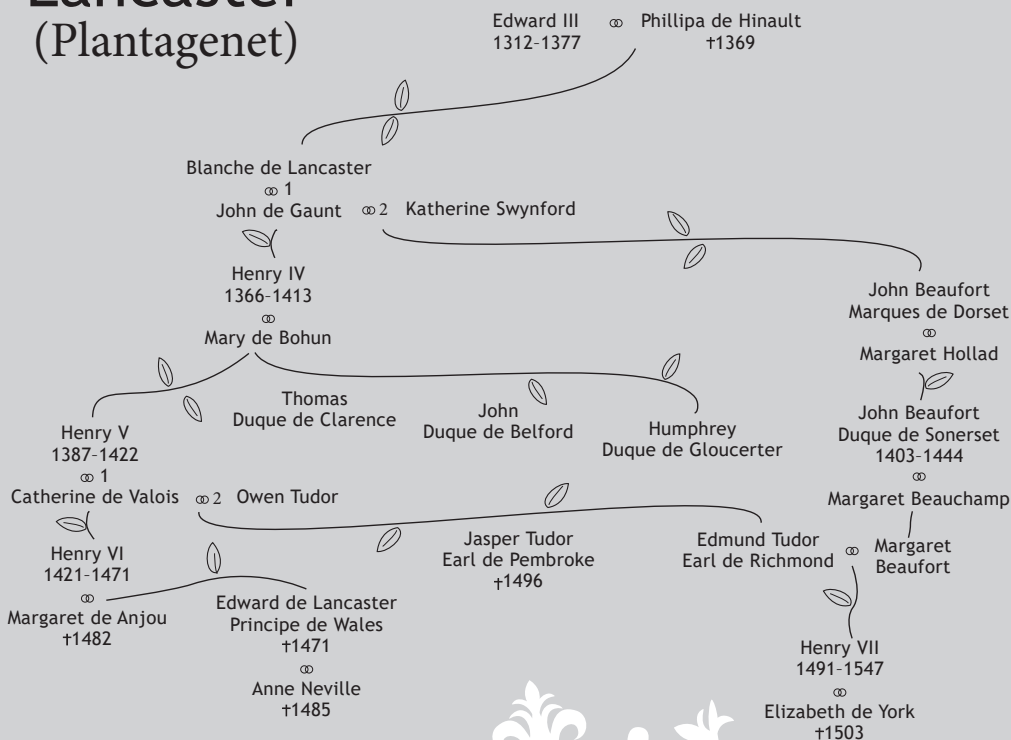 Lancaster
(Plantagenet)
Edward III ⚭ Phillipa de Hinault
1312-1377 †1369
Blanche de Lancaster
⚭ 1
John de Gaunt ⚭ 2 Katherine Swynford
Henry IV
1366-1413
⚭
Mary de Bohun
John Beaufort
Marques de Dorset
⚭
Margaret Hollad
Thomas
Duque de Clarence
John
Duque de Belford
Humphrey
Duque de Gloucerter
John Beaufort
Duque de Sonerset
1403-1444
⚭
Margaret Beauchamp
Henry V
1387-1422
⚭ 1
Catherine de Valois ⚭ 2 Owen Tudor
Henry VI
1421-1471
⚭
Margaret de Anjou
†1482
Edward de Lancaster
Principe de Wales
†1471
⚭
Anne Neville
†1485
Jasper Tudor
Earl de Pembroke
†1496
Edmund Tudor
Earl de Richmond ⚭
Margaret
Beaufort
Henry VII
1491-1547
⚭
Elizabeth de York
†1503